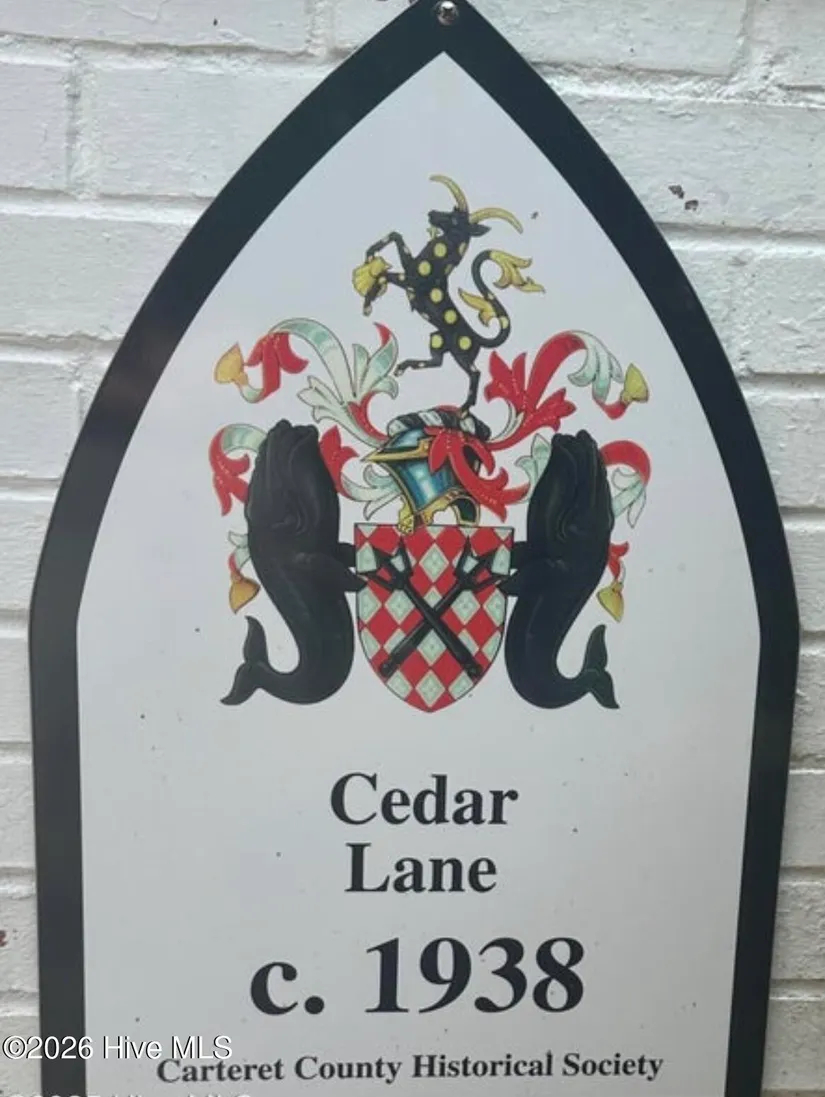 Cedar
Lane
c. 1938
Carteret County Historical Society
©2026 Hive MLS